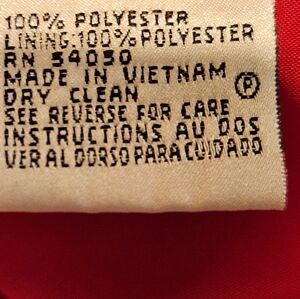 100% POLYESTER
LINING:100% POLYESTER
RN 34030
MADE IN VIETNAM
DRY CLEAN Ⓟ
SEE REVERSE FOR CARE
INSTRUCTIONS AU DOS
VER AL DORSO PARA CUIDADO